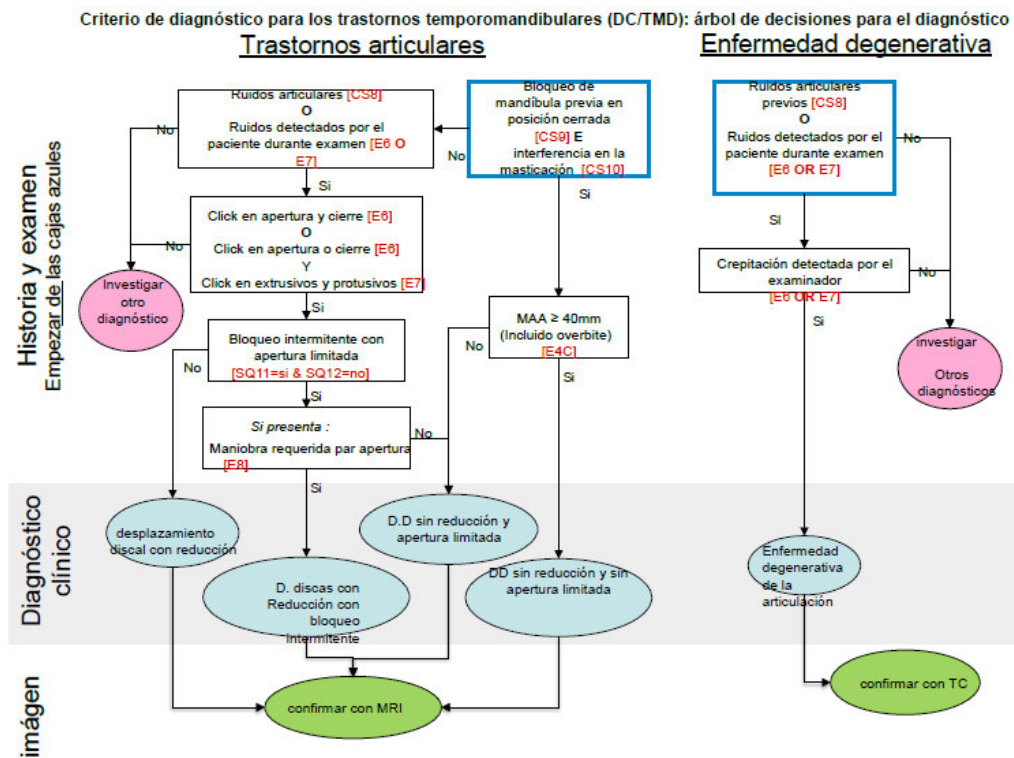 Criterio de diagnóstico para los trastornos temporomandibulares (DC/TMD): árbol de decisiones para el diagnóstico
Trastornos articulares
Enfermedad degenerativa
Historia y examen
Empezar de las cajas azules
Ruidos articulares [CS8]
O
Ruidos detectados por el
paciente durante examen [E6 O
E7]
No
Si
Bloqueo de
mandíbula previa en
posición cerrada
[CS9] E
interferencia en la
masticación [CS10]
No
Si
Ruidos articulares
previos [CS8]
O
Ruidos detectados por el
paciente durante examen
[E6 OR E7]
No
SI
Click en apertura y cierre [E6]
O
Click en apertura o cierre [E6]
Y
Click en extrusivos y protusivos [E7]
No
Si
Crepitación detectada por el
examinador
[E6 OR E7]
No
Si
Investigar
otro
diagnóstico
Bloqueo intermitente con
apertura limitada
[SQ11=si & SQ12=no]
No
Si
MAA ≥ 40mm
(Incluido overbite)
[E4C]
No
Si
investigar
Otros
diagnósticos
Si presenta :
Maniobra requerida par apertura
[E8]
No
Si
Diagnóstico
clínico
desplazamiento
discal con reducción
D.D sin reducción y
apertura limitada
D. discas con
Reducción con
bloqueo
intermitente
DD sin reducción y sin
apertura limitada
Enfermedad
degenerativa
de la
articulación
imágen
confirmar con MRI
confirmar con TC